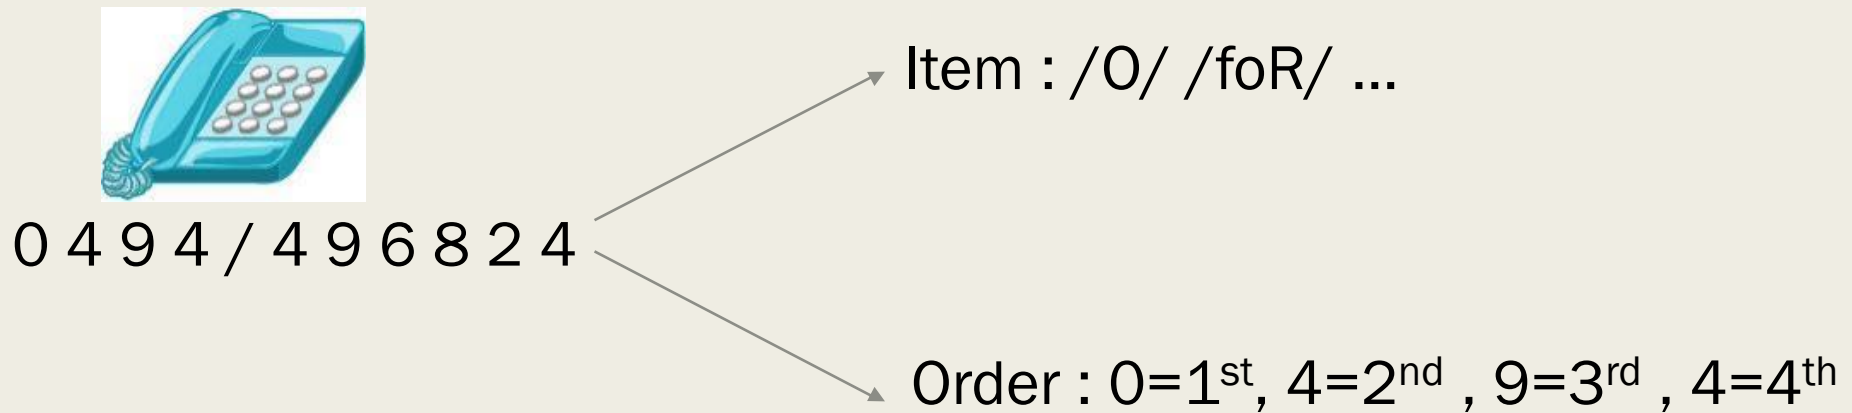 Item : /O/ /foR/ ...
0 4 9 4 / 4 9 6 8 2 4
Order : 0=1st, 4=2nd , 9=3rd , 4=4th